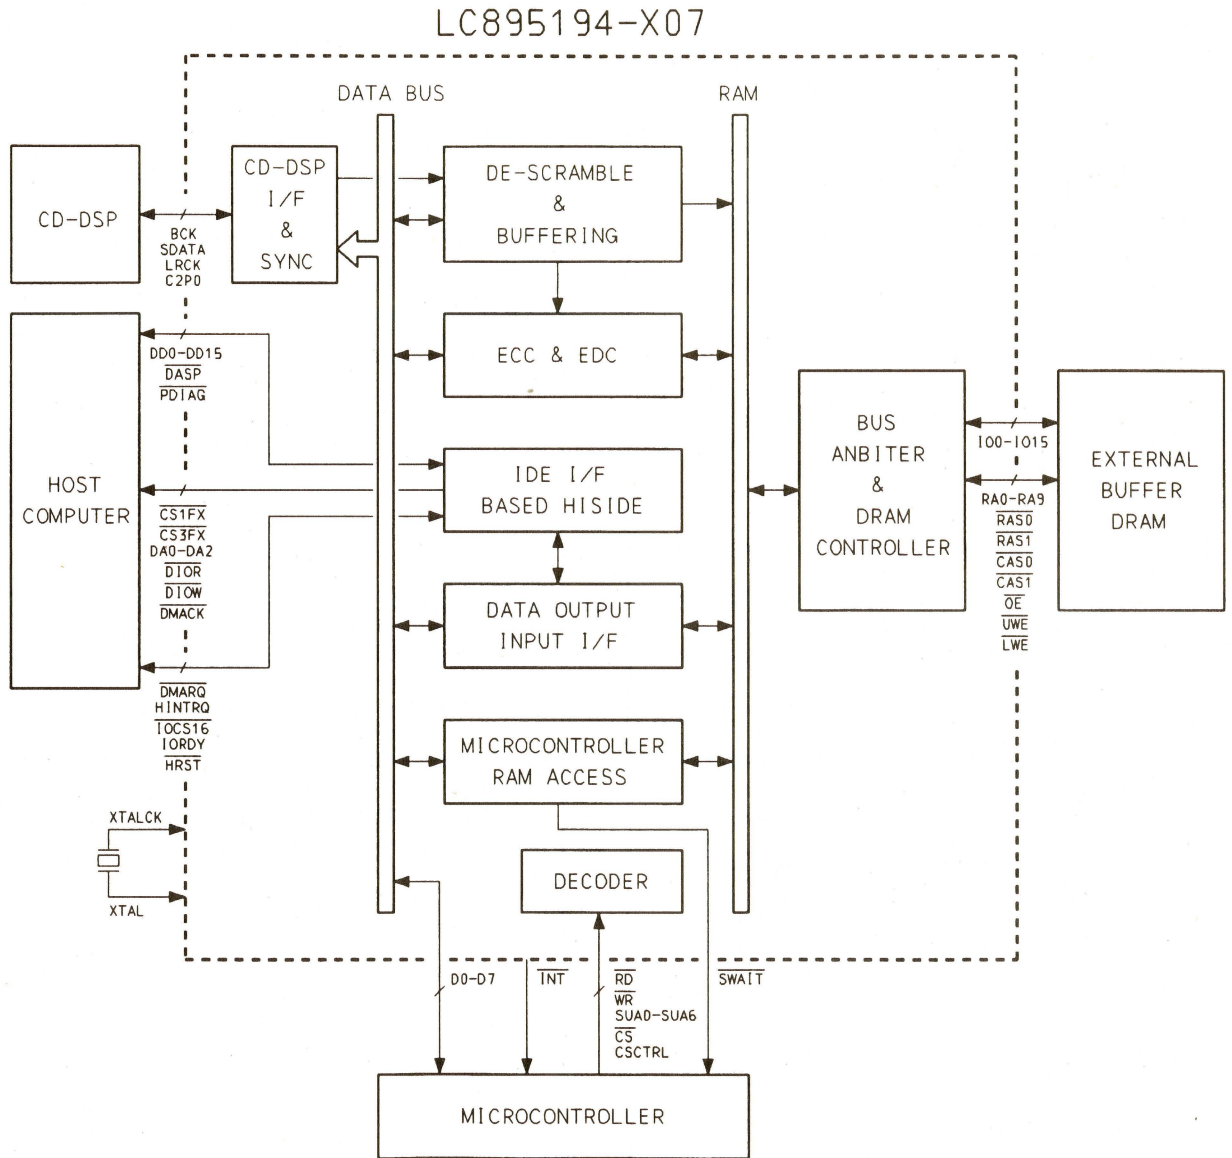 LC895194-X07
DATA BUS
RAM
CD-DSP
BCK
SDATA
LRCK
C2PO
CD-DSP
I/F
&
SYNC
DE-SCRAMBLE
&
BUFFERING
ECC & EDC
HOST
COMPUTER
DD0-DD15
DASP
PDIAG
CS1FX
CS3FX
DA0-DA2
DIOR
DIOW
DMACK
DMARQ
HINTRQ
IOCS16
IORDY
HRST
IDE I/F
BASED HISIDE
DATA OUTPUT
INPUT I/F
MICROCONTROLLER
RAM ACCESS
DECODER
BUS
ANBITER
&
DRAM
CONTROLLER
IO0-IO15
RA0-RA9
RAS0
RAS1
CAS0
CAS1
OE
UWE
LWE
EXTERNAL
BUFFER
DRAM
XTALCK
XTAL
D0-D7
INT
RD
WR
SUA0-SUA6
CS
CSCTRL
SWAIT
MICROCONTROLLER